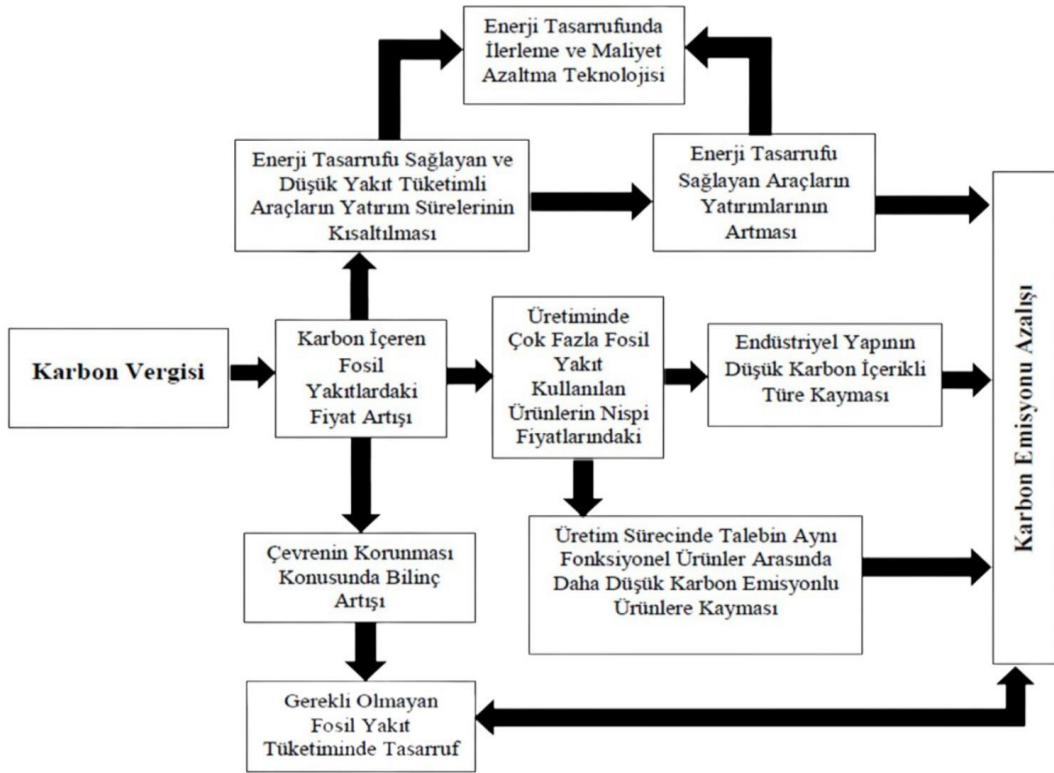 Enerji Tasarrufunda
İlerleme ve Maliyet
Azaltma Teknolojisi
Enerji Tasarrufu Sağlayan ve
Düşük Yakıt Tüketimli
Araçların Yatırım Sürelerinin
Kısaltılması
Enerji Tasarrufu
Sağlayan Araçların
Yatırımlarının
Artması
Karbon Vergisi
Karbon İçeren
Fosil
Yakıtlardaki
Fiyat Artışı
Üretiminde
Çok Fazla Fosil
Yakıt
Kullanılan
Ürünlerin Nispi
Fiyatlarındaki
Endüstriyel Yapının
Düşük Karbon İçerikli
Türe Kayması
Karbon Emisyonu Azalışı
Çevrenin Korunması
Konusunda Bilinç
Artışı
Üretim Sürecinde Talebin Aynı
Fonksiyonel Ürünler Arasında
Daha Düşük Karbon Emisyonlu
Ürünlere Kayması
Gerekli Olmayan
Fosil Yakıt
Tüketiminde Tasarruf